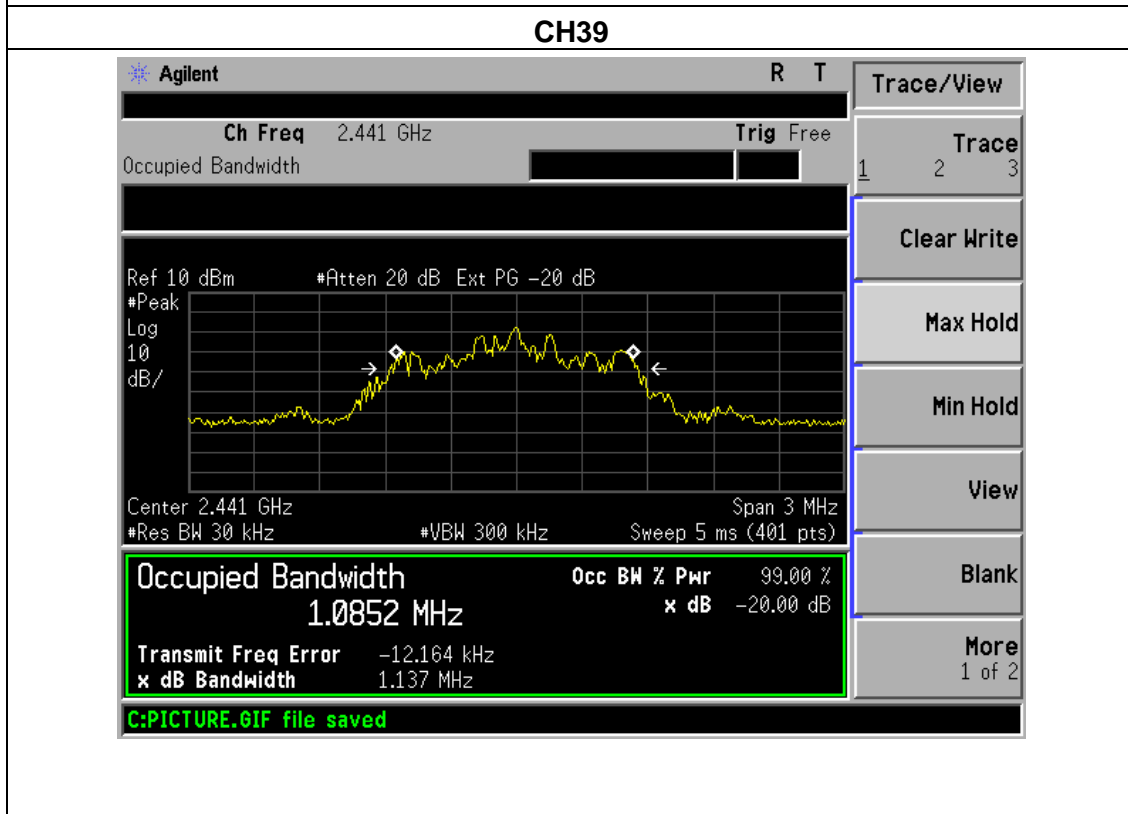 CH39
Agilent R T
Trace/View
Ch Freq 2.441 GHz Trig Free
Occupied Bandwidth
Trace
1 2 3
Clear Write
Ref 10 dBm #Atten 20 dB Ext PG −20 dB
#Peak
Log
10
dB/
Max Hold
Min Hold
View
Center 2.441 GHz Span 3 MHz
#Res BW 30 kHz #VBW 300 kHz Sweep 5 ms (401 pts)
Occupied Bandwidth Occ BW % Pwr 99.00 %
1.0852 MHz x dB −20.00 dB
Blank
Transmit Freq Error −12.164 kHz
x dB Bandwidth 1.137 MHz
More
1 of 2
C:PICTURE.GIF file saved